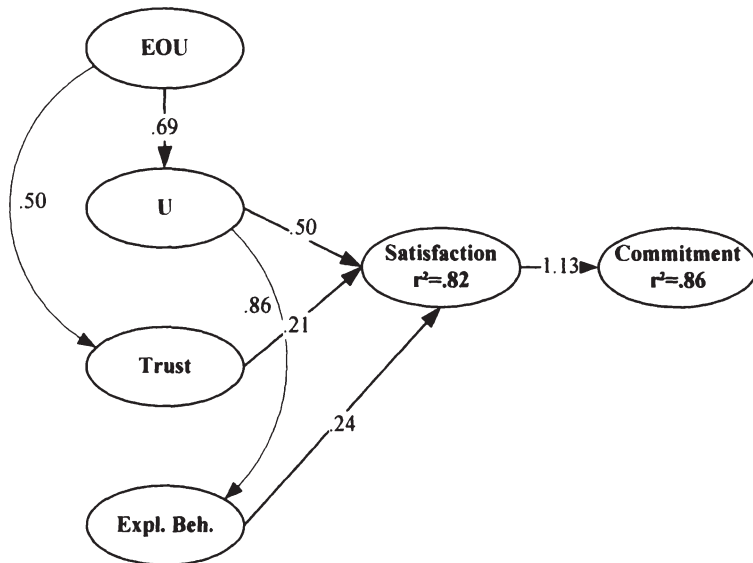 EOU
.69
U
.50
.50
Satisfaction
r²=.82
1.13
Commitment
r²=.86
.86
.21
Trust
.24
Expl. Beh.